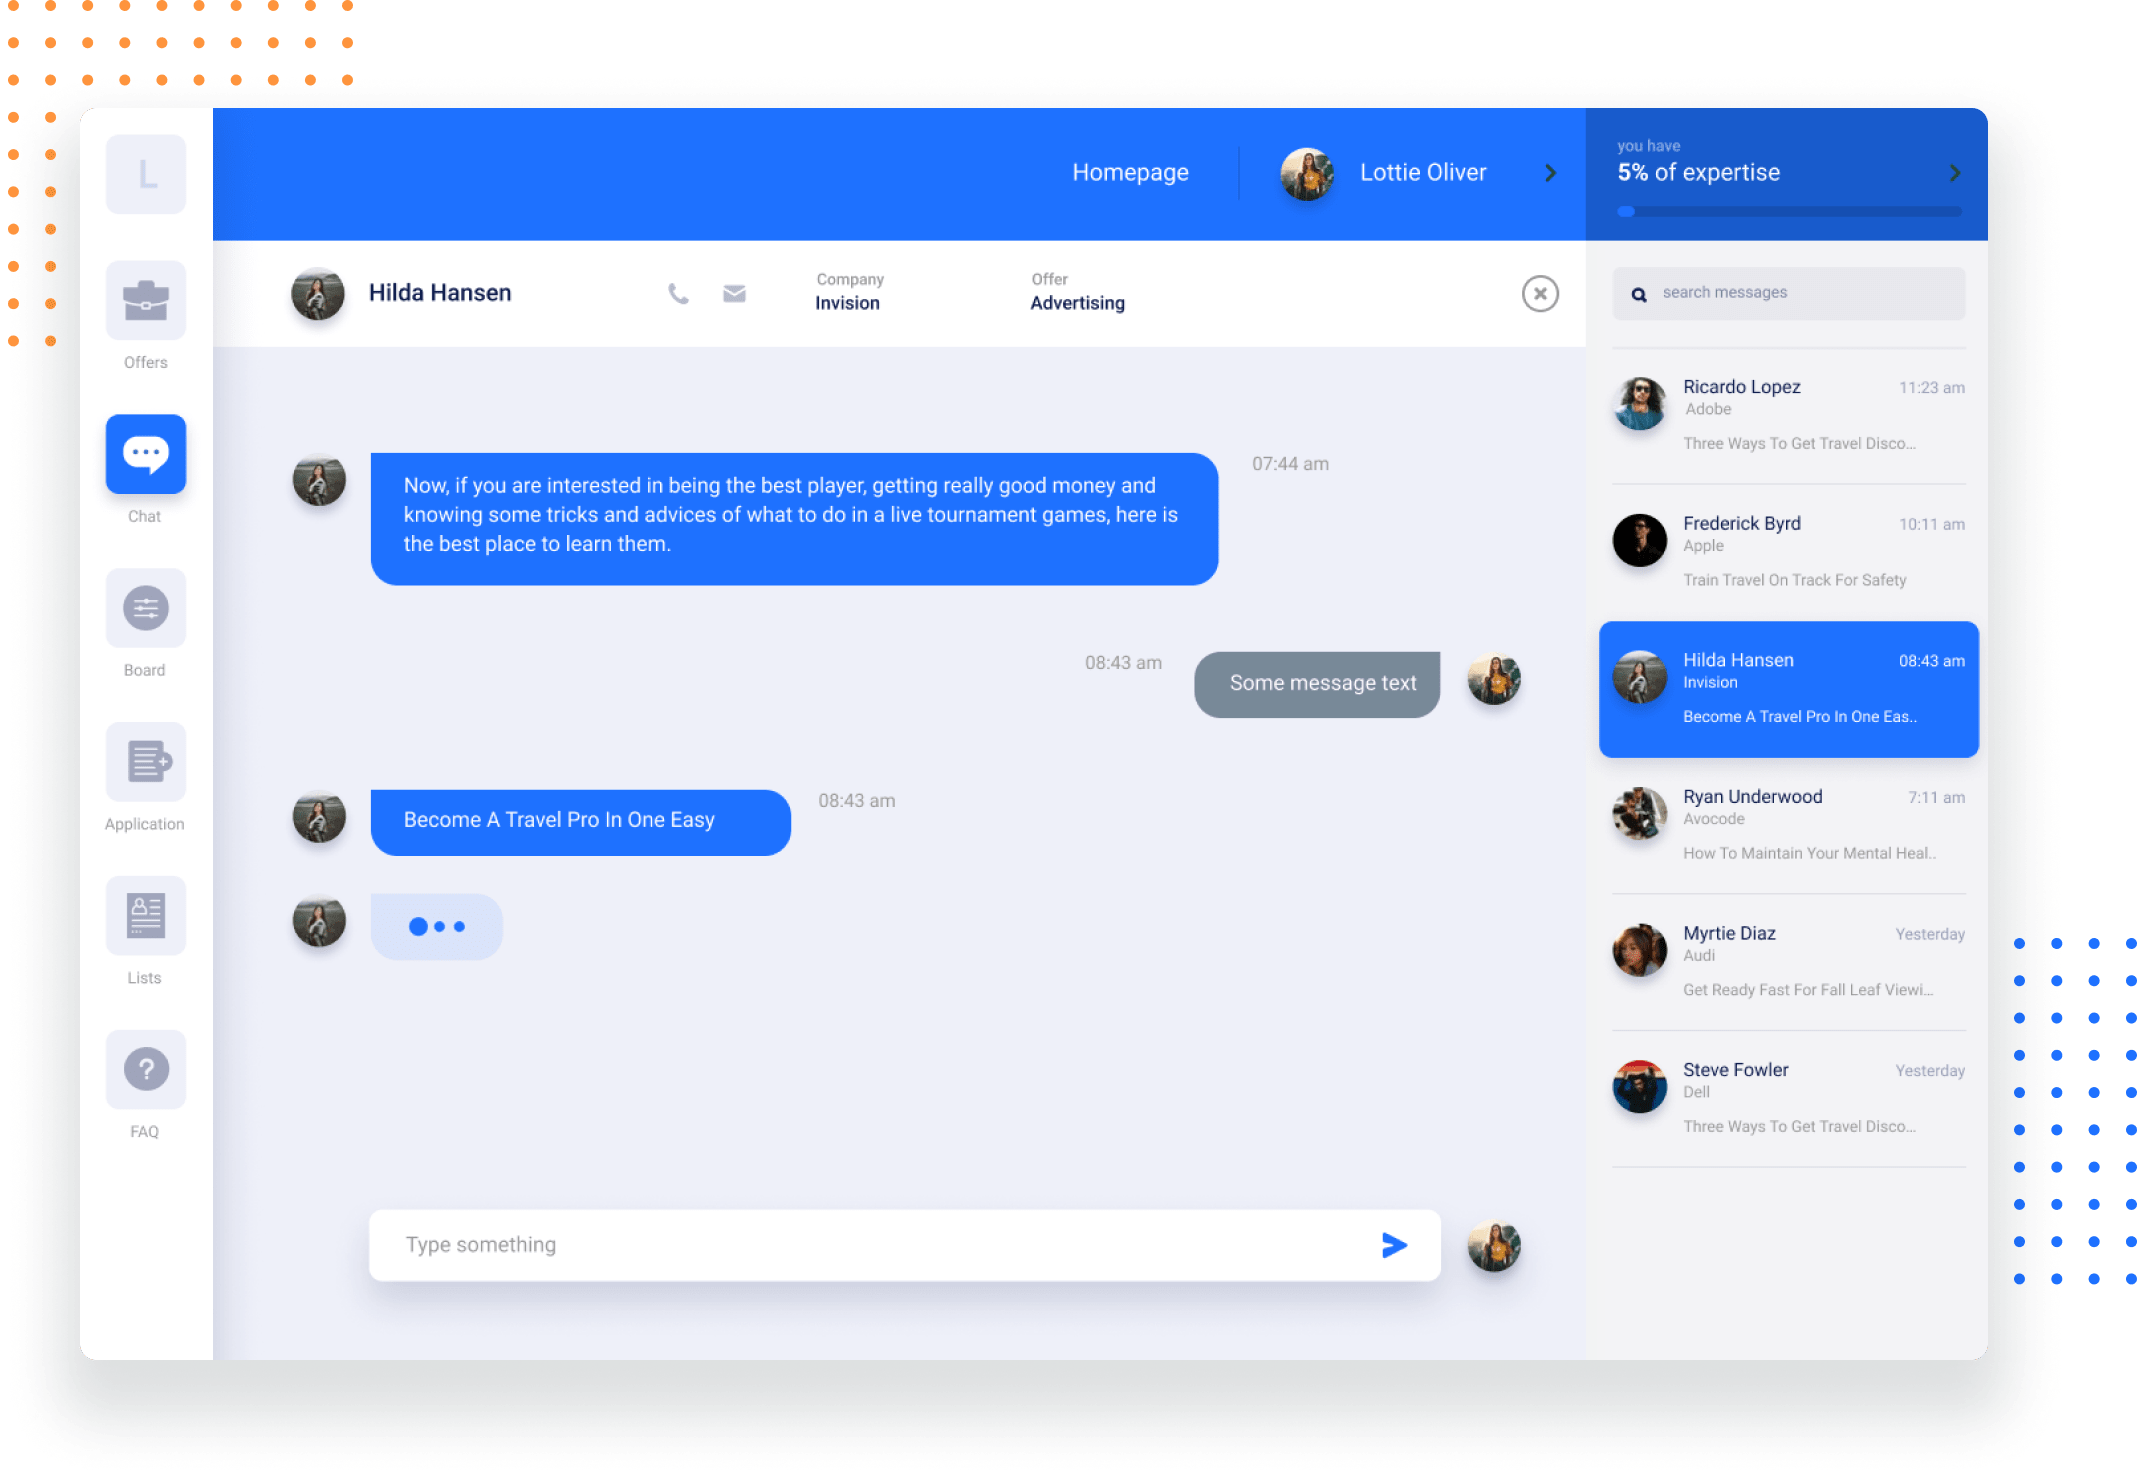 L
Offers
Chat
Board
Application
Lists
FAQ
Homepage
Lottie Oliver
you have
5% of expertise
Hilda Hansen
Company
Invision
Offer
Advertising
07:44 am
Now, if you are interested in being the best player, getting really good money and
knowing some tricks and advices of what to do in a live tournament games, here is
the best place to learn them.
08:43 am
Some message text
Become A Travel Pro In One Easy
08:43 am
Type something
search messages
Ricardo Lopez
11:23 am
Adobe
Three Ways To Get Travel Disco...
Frederick Byrd
10:11 am
Apple
Train Travel On Track For Safety
Hilda Hansen
08:43 am
Invision
Become A Travel Pro In One Eas..
Ryan Underwood
7:11 am
Avocode
How To Maintain Your Mental Heal..
Myrtie Diaz
Yesterday
Audi
Get Ready Fast For Fall Leaf Viewi...
Steve Fowler
Yesterday
Dell
Three Ways To Get Travel Disco...